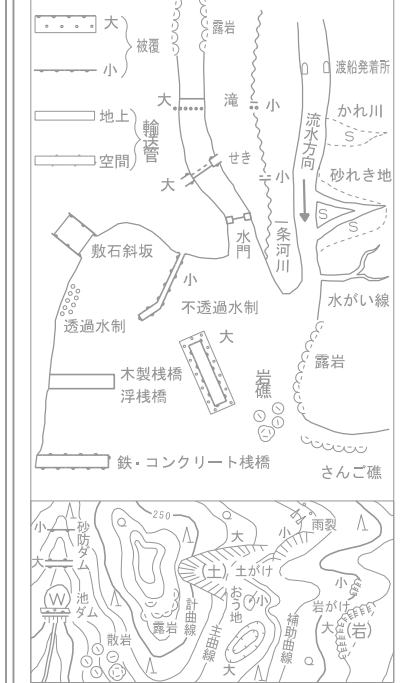 大
被覆
小
地上
輸送管
空間
露岩
大
滝
小
せき
大
小
水門
一条河川
流水方向
渡船発着所
かれ川
S
砂れき地
S
S
水がい線
敷石斜坂
小
不透過水制
透過水制
大
木製桟橋
浮桟橋
岩礁
露岩
鉄・コンクリート桟橋
さんご礁
小
砂防ダム
大
W
池
ダム
散岩
250
露岩
計曲線
主曲線
大
(土)
土がけ
おう地
小
大
補助曲線
小
雨裂
小
岩がけ
大
(岩)